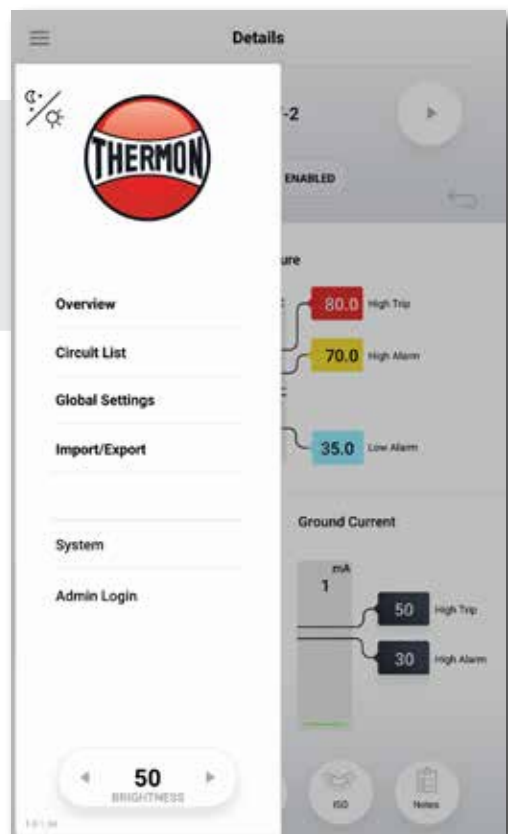 Details
THERMON
-2
ENABLED
ure
Overview
80.0 High Trip
Circuit List
70.0 High Alarm
Global Settings
Import/Export
35.0 Low Alarm
Ground Current
System
mA
1
Admin Login
50 High Trip
30 High Alarm
50
BRIGHTNESS
ISO
Notes